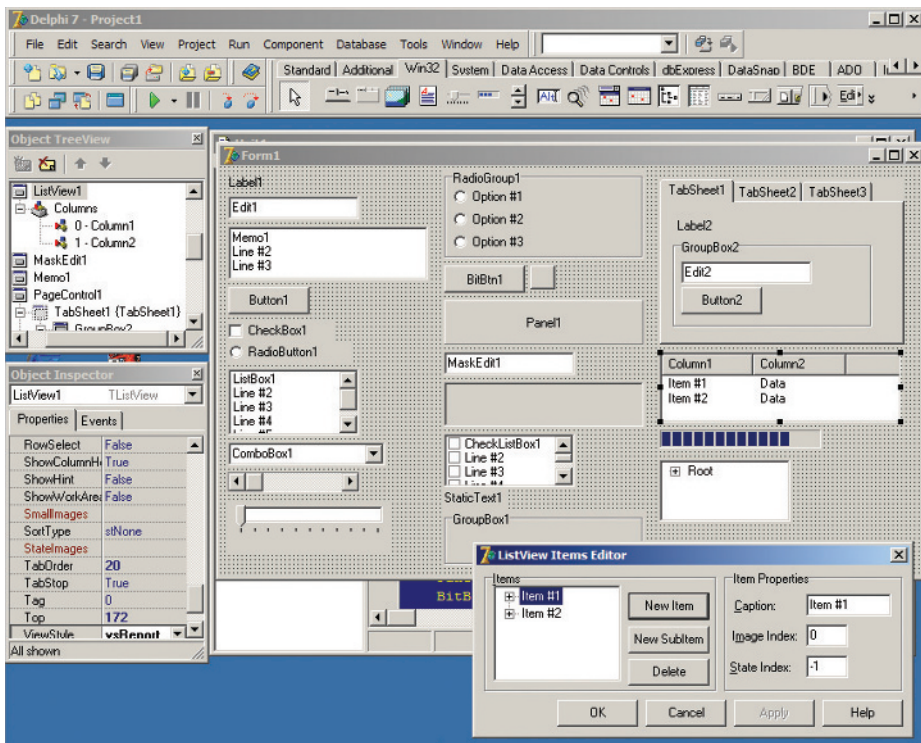 Delphi 7 - Project1
File Edit Search View Project Run Component Database Tools Window Help
Standard Additional Win32 System Data Access Data Controls dbExpress DataSnap BDE ADO
Object TreeView
ListView1
Columns
0 - Column1
1 - Column2
MaskEdit1
Memo1
PageControl1
TabSheet1 {TabSheet1}
GroupBox2
Object Inspector
ListView1 TListView
Properties Events
RowSelect False
ShowColumnH True
ShowHint False
ShowWorkArea False
SmallImages
SortType stNone
StateImages
TabOrder 20
TabStop True
Tag 0
Top 172
ViewStyle vsReport
All shown
Form1
Label1
Edit1
Memo1
Line #2
Line #3
Button1
CheckBox1
RadioButton1
ListBox1
Line #2
Line #3
Line #4
Line #5
ComboBox1
RadioGroup1
Option #1
Option #2
Option #3
BitBtn1
Panel1
MaskEdit1
CheckListBox1
Line #2
Line #3
Line #4
StaticText1
GroupBox1
TabSheet1 TabSheet2 TabSheet3
Label2
GroupBox2
Edit2
Button2
Column1 Column2
Item #1 Data
Item #2 Data
Root
BitB
ListView Items Editor
Items
Item #1
Item #2
New Item
New SubItem
Delete
Item Properties
Caption: Item #1
Image Index: 0
State Index: -1
OK Cancel Apply Help